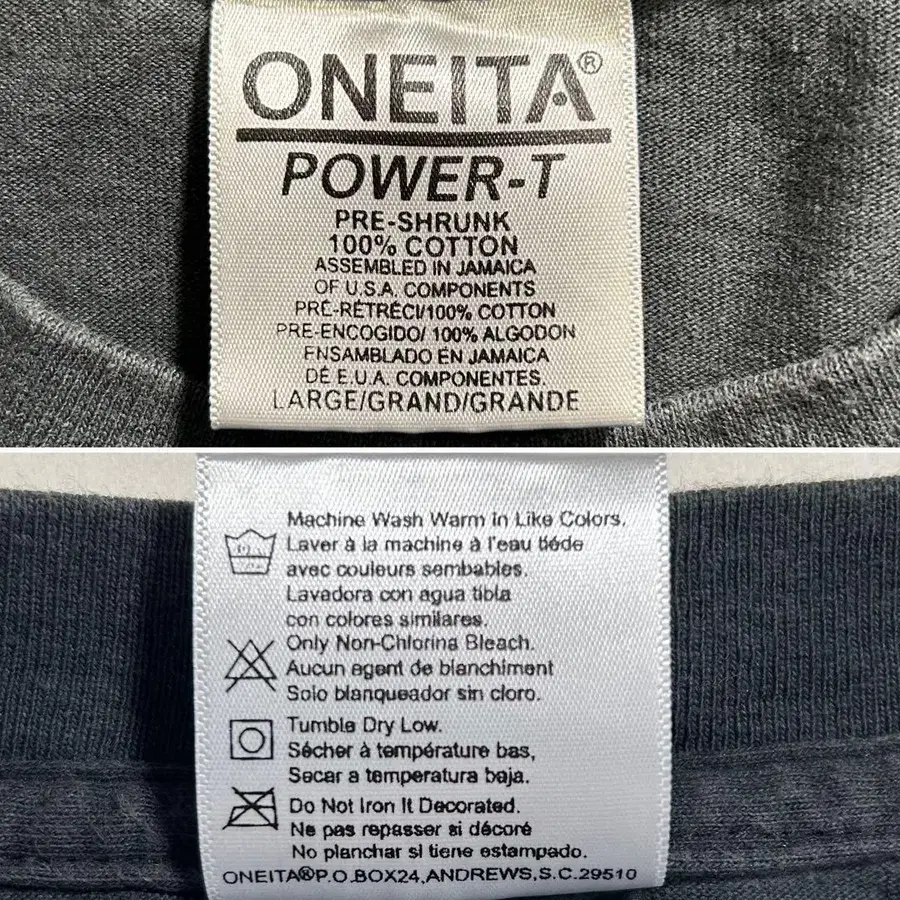 ONEITA®
POWER-T
PRE-SHRUNK
100% COTTON
ASSEMBLED IN JAMAICA
OF U.S.A. COMPONENTS
PRÉ-RÉTRÉCI/100% COTTON
PRE-ENCOGIDO/ 100% ALGODON
ENSAMBLADO EN JAMAICA
DE E.U.A. COMPONENTES.
LARGE/GRAND/GRANDE
Machine Wash Warm in Like Colors.
Laver à la machine à l'eau tiéde
avec couleurs sembables.
Lavadora con agua tibla
con colores similares.
Only Non-Chlorina Bleach.
Aucun agent de blanchiment
Solo blanqueador sin cloro.
Tumble Dry Low.
Sécher à température bas,
Secar a temperatura baja.
Do Not Iron It Decorated.
Ne pas repasser si décoré
No planchar si tiene estampado.
ONEITA®P.O.BOX24,ANDREWS,S.C.29510